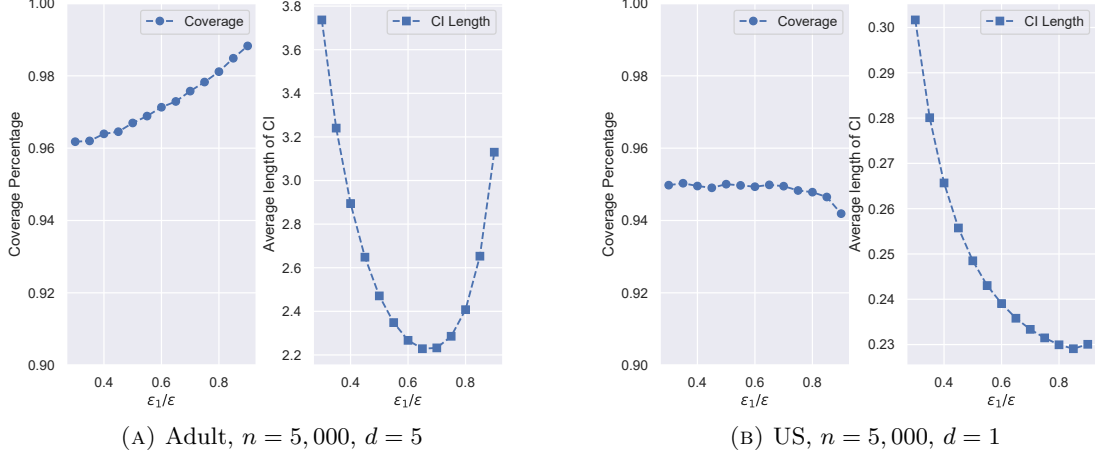 1.00
0.98
0.96
0.94
0.92
0.90
Coverage Percentage
Coverage
0.4 0.6 0.8
ε₁/ε
3.8
3.6
3.4
3.2
3.0
2.8
2.6
2.4
2.2
Average length of CI
CI Length
0.4 0.6 0.8
ε₁/ε
(A) Adult, n = 5,000, d = 5
1.00
0.98
0.96
0.94
0.92
0.90
Coverage Percentage
Coverage
0.4 0.6 0.8
ε₁/ε
0.30
0.29
0.28
0.27
0.26
0.25
0.24
0.23
Average length of CI
CI Length
0.4 0.6 0.8
ε₁/ε
(B) US, n = 5,000, d = 1